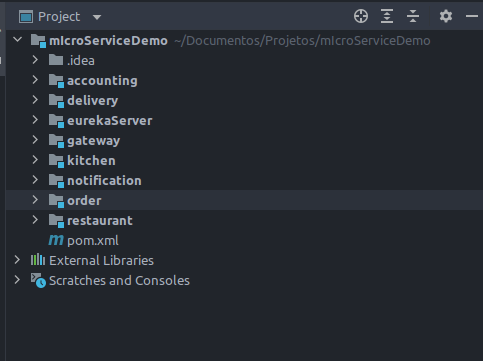 Project
mIcroServiceDemo ~/Documentos/Projetos/mIcroServiceDemo
.idea
accounting
delivery
eurekaServer
gateway
kitchen
notification
order
restaurant
m pom.xml
External Libraries
Scratches and Consoles